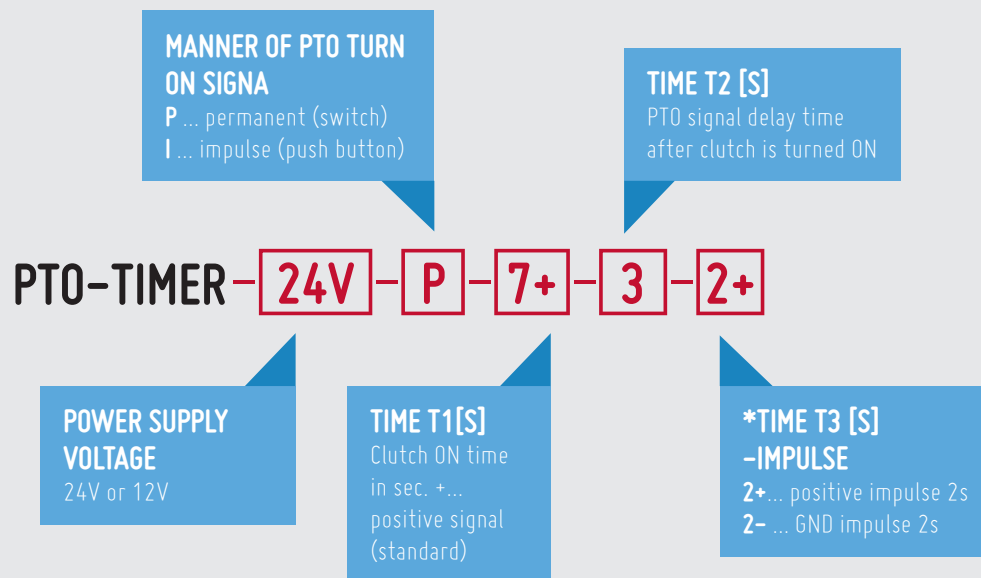 MANNER OF PTO TURN
ON SIGNA
P ... permanent (switch)
I ... impulse (push button)
TIME T2 [S]
PTO signal delay time
after clutch is turned ON
PTO-TIMER-24V-P-7+-3-2+
POWER SUPPLY
VOLTAGE
24V or 12V
TIME T1[S]
Clutch ON time
in sec. +...
positive signal
(standard)
*TIME T3 [S]
-IMPULSE
2+... positive impulse 2s
2- ... GND impulse 2s